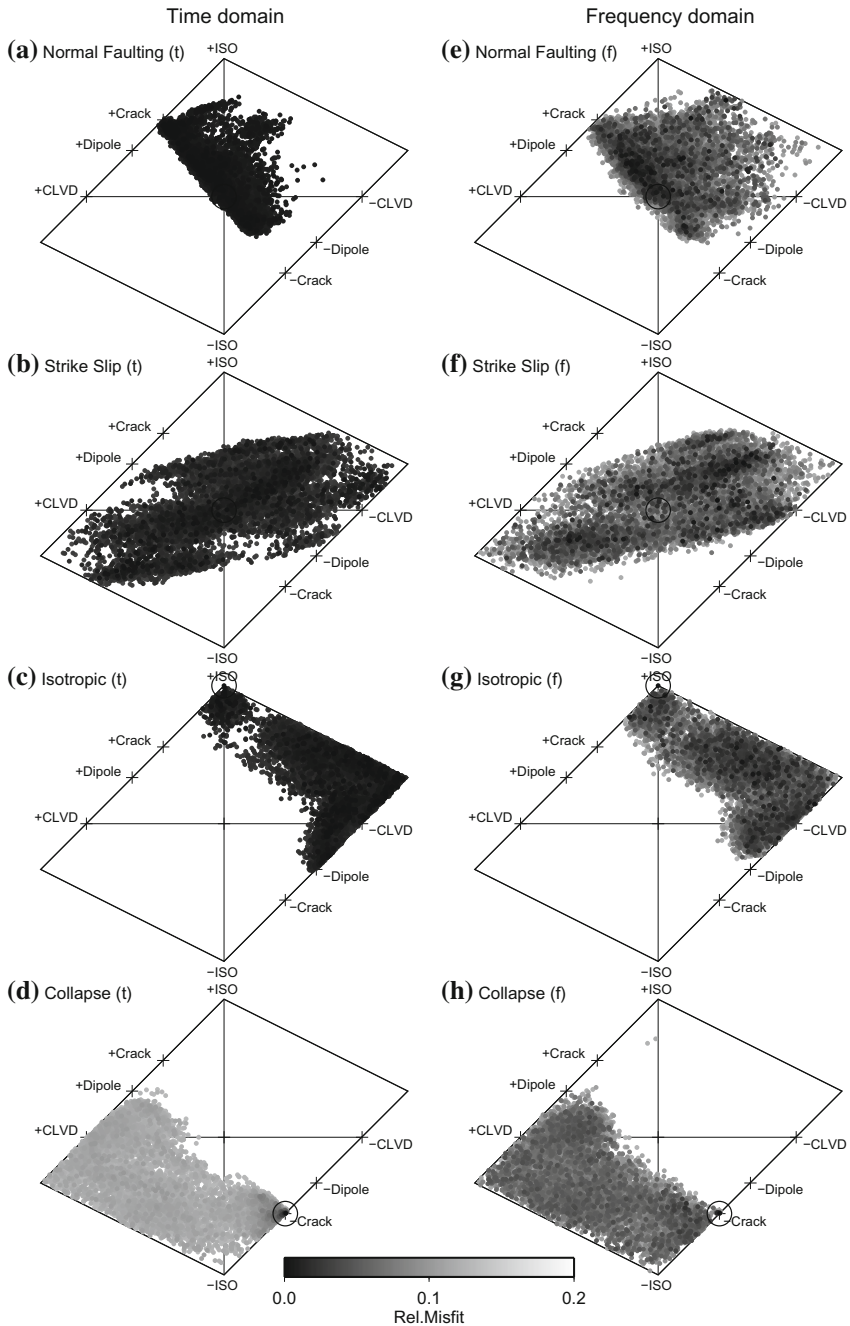 Time domain
Frequency domain
(a) Normal Faulting (t)
+ISO
+Crack
+Dipole
+CLVD
−CLVD
−Dipole
−Crack
−ISO
(e) Normal Faulting (f)
+ISO
+Crack
+Dipole
+CLVD
−CLVD
−Dipole
−Crack
−ISO
(b) Strike Slip (t)
+ISO
+Crack
+Dipole
+CLVD
−CLVD
−Dipole
−Crack
−ISO
(f) Strike Slip (f)
+ISO
+Crack
+Dipole
+CLVD
−CLVD
−Dipole
−Crack
−ISO
(c) Isotropic (t)
+ISO
+Crack
+Dipole
+CLVD
−CLVD
−Dipole
−Crack
−ISO
(g) Isotropic (f)
+ISO
+Crack
+Dipole
+CLVD
−CLVD
−Dipole
−Crack
−ISO
(d) Collapse (t)
+ISO
+Crack
+Dipole
+CLVD
−CLVD
−Dipole
−Crack
−ISO
(h) Collapse (f)
+ISO
+Crack
+Dipole
+CLVD
−CLVD
−Dipole
−Crack
−ISO
0.0 0.1 0.2
Rel.Misfit